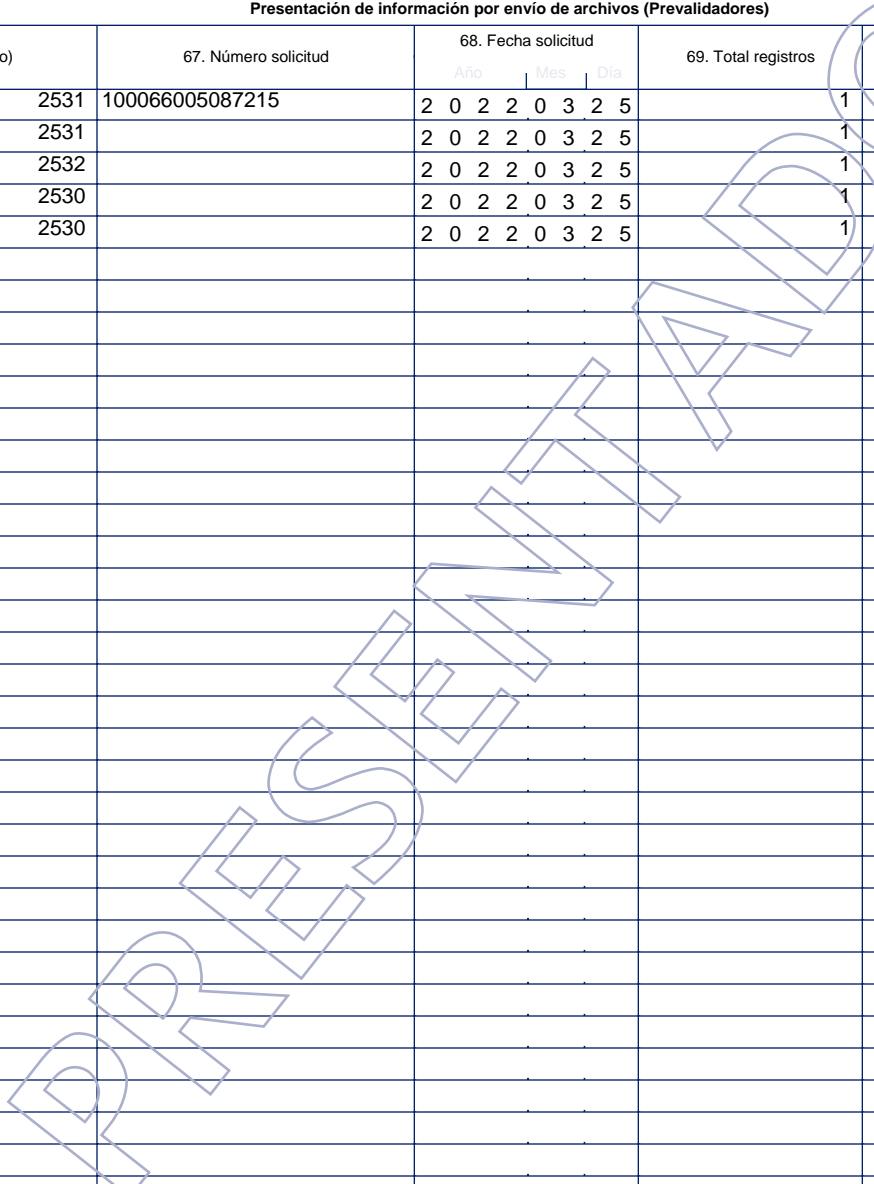 Presentación de información por envío de archivos (Prevalidadores)
o) 67. Número solicitud 68. Fecha solicitud 69. Total registros
Año Mes Día
2531 100066005087215 2 0 2 2 0 3 2 5 1
2531 2 0 2 2 0 3 2 5 1
2532 2 0 2 2 0 3 2 5 1
2530 2 0 2 2 0 3 2 5 1
2530 2 0 2 2 0 3 2 5 1
PRESENTADO